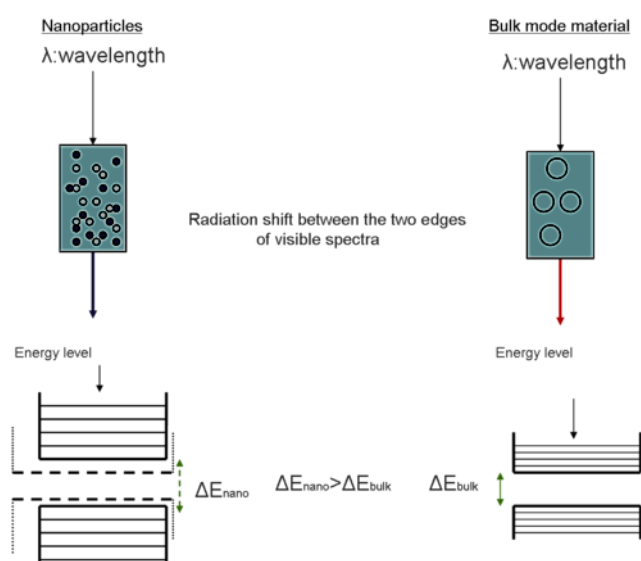 Nanoparticles
λ:wavelength
Bulk mode material
λ:wavelength
Radiation shift between the two edges
of visible spectra
Energy level
Energy level
ΔEnano
ΔEnano>ΔEbulk
ΔEbulk